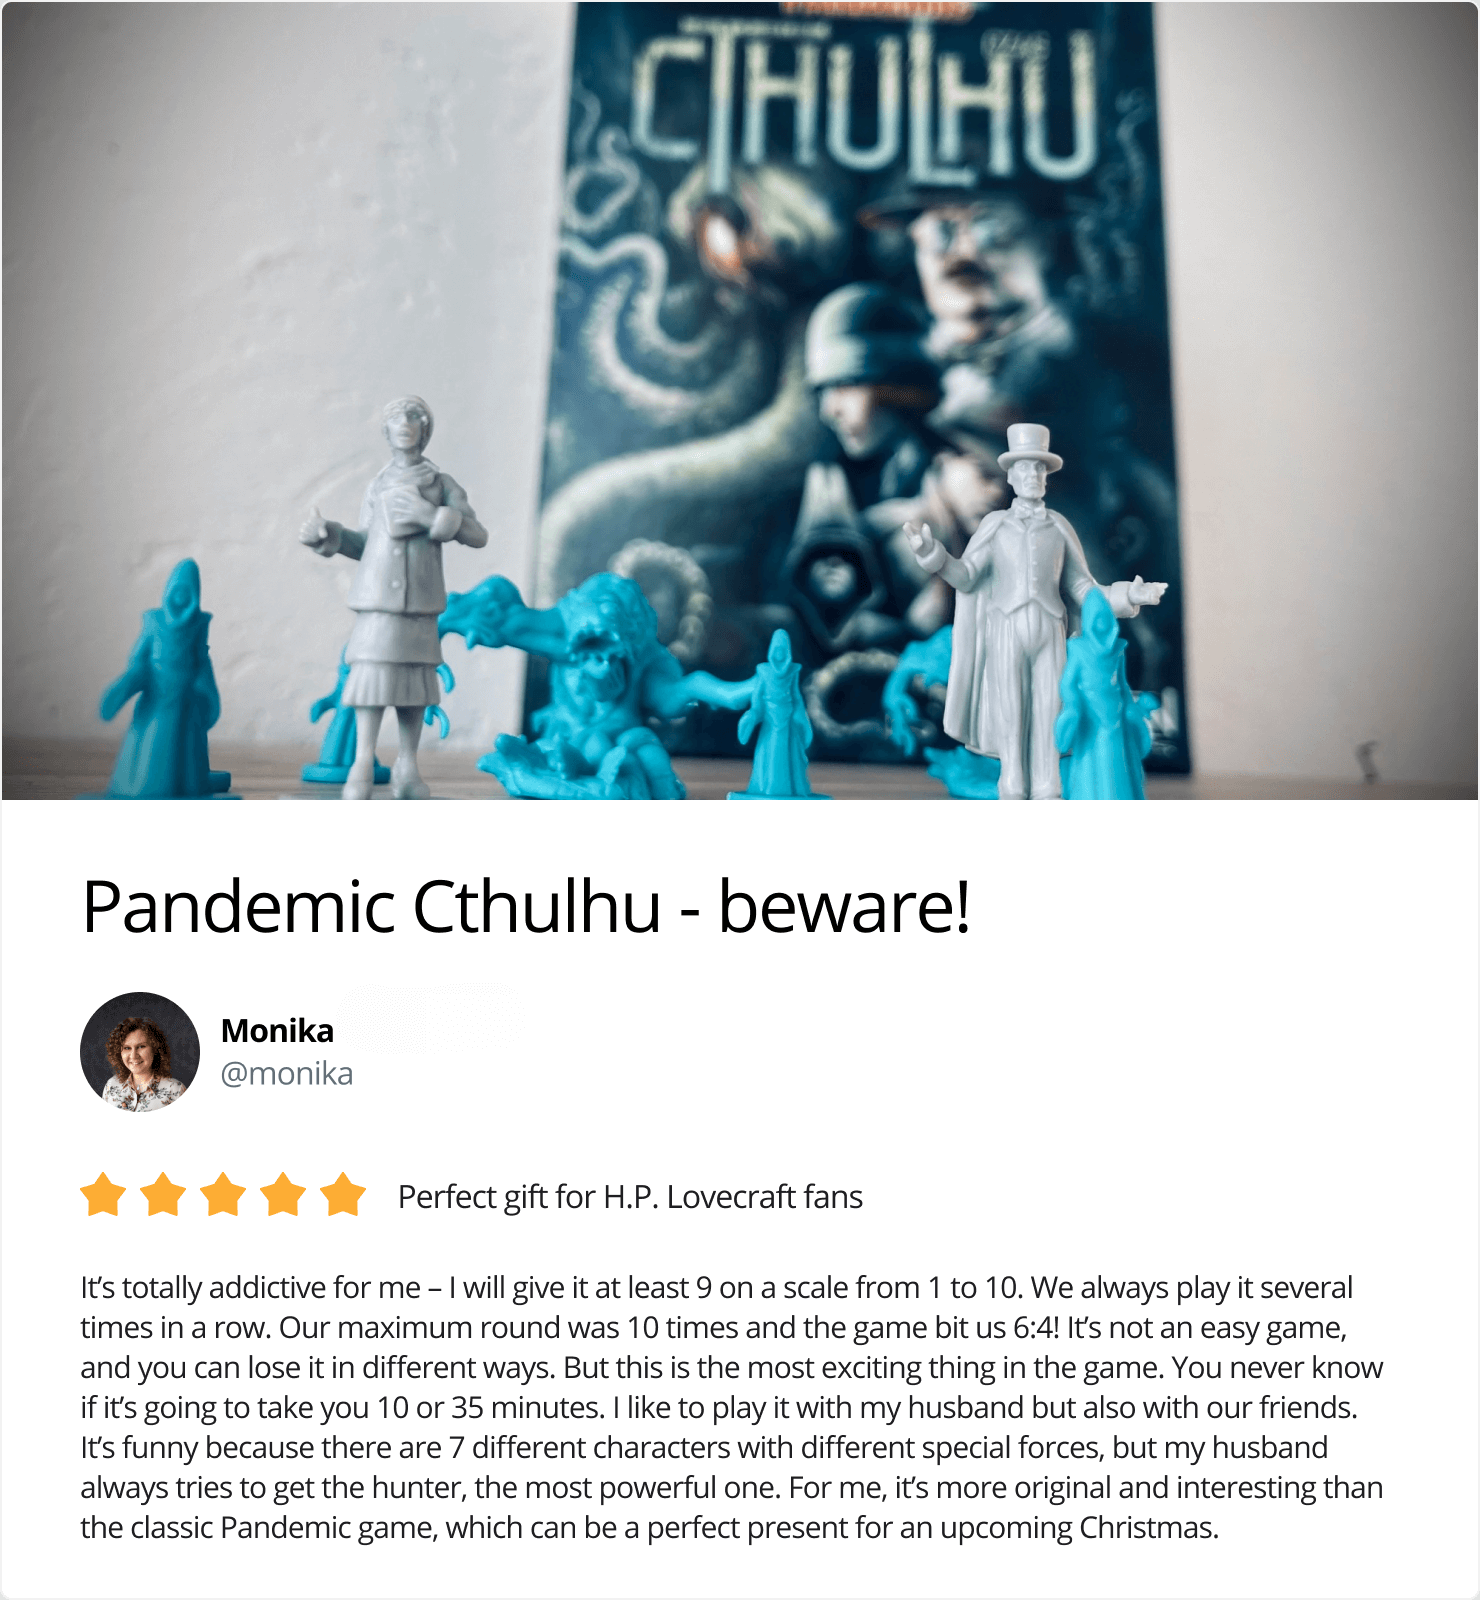 CTHULHU
Pandemic Cthulhu - beware!
Monika
@monika
Perfect gift for H.P. Lovecraft fans
It’s totally addictive for me – I will give it at least 9 on a scale from 1 to 10. We always play it several
times in a row. Our maximum round was 10 times and the game bit us 6:4! It’s not an easy game,
and you can lose it in different ways. But this is the most exciting thing in the game. You never know
if it’s going to take you 10 or 35 minutes. I like to play it with my husband but also with our friends.
It’s funny because there are 7 different characters with different special forces, but my husband
always tries to get the hunter, the most powerful one. For me, it’s more original and interesting than
the classic Pandemic game, which can be a perfect present for an upcoming Christmas.